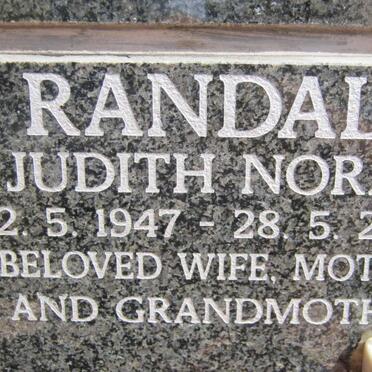 RANDAL
JUDITH NOR
2. 5. 1947 - 28. 5. 2
BELOVED WIFE, MOT
AND GRANDMOTH